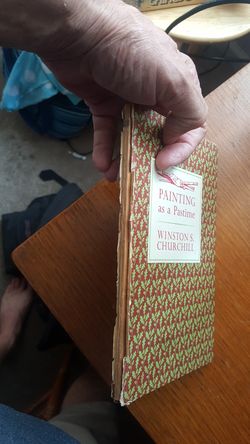 PAINTING
as a Pastime
WINSTON S.
CHURCHILL